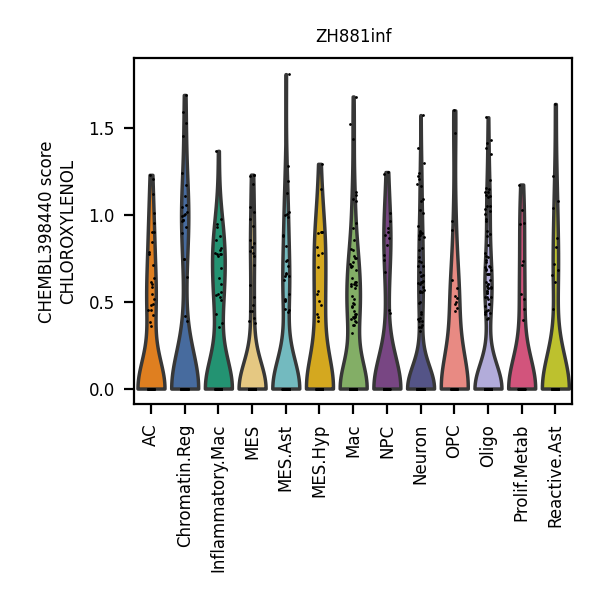 ZH881inf
CHEMBL398440 score
CHLOROXYLENOL
1.5
1.0
0.5
0.0
AC
Chromatin.Reg
Inflammatory.Mac
MES
MES.Ast
MES.Hyp
Mac
NPC
Neuron
OPC
Oligo
Prolif.Metab
Reactive.Ast